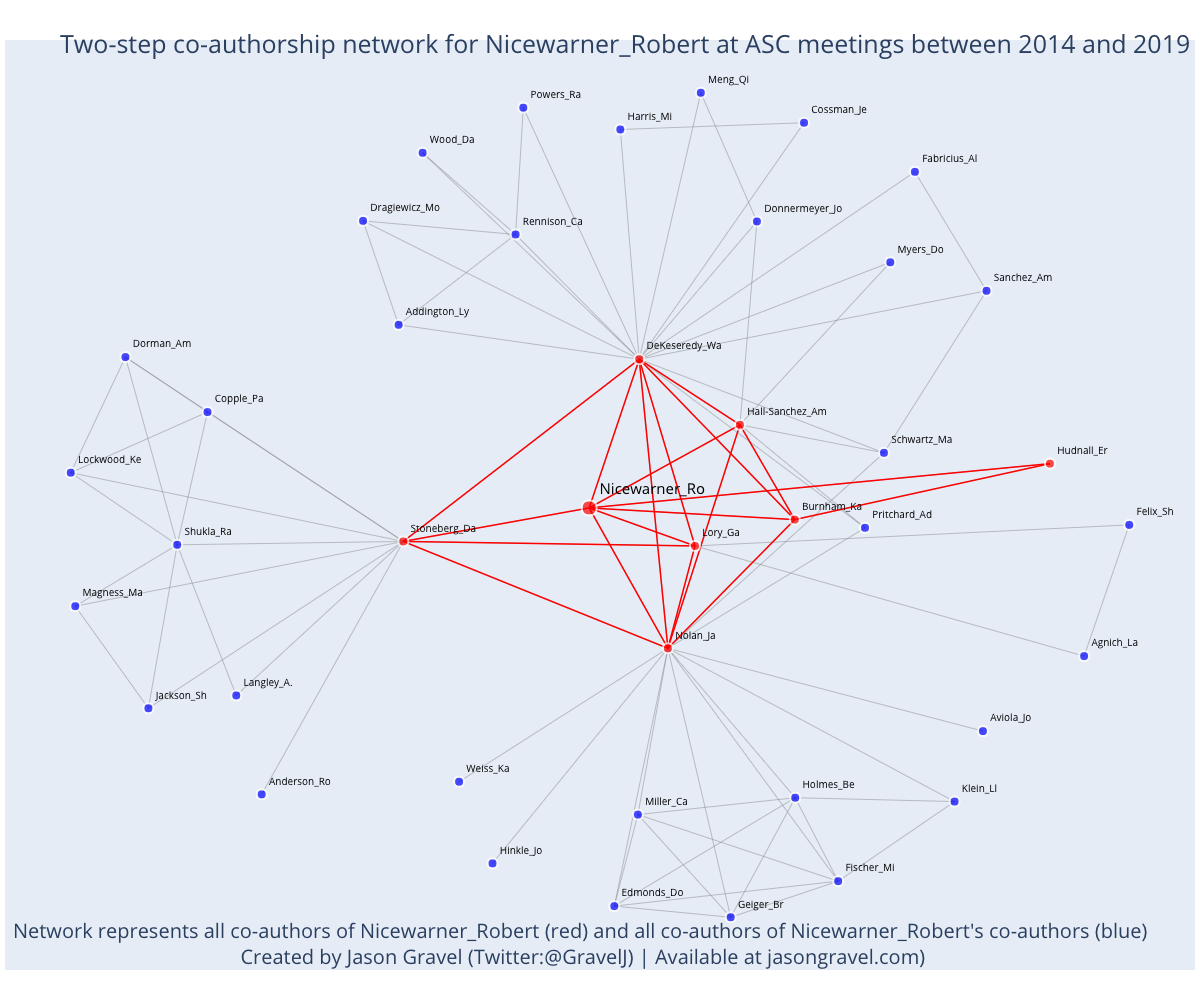 Two-step co-authorship network for Nicewarner_Robert at ASC meetings between 2014 and 2019
Meng_Qi
Powers_Ra
Cossman_Je
Harris_Mi
Wood_Da
Fabricius_Al
Dragiewicz_Mo
Donnermeyer_Jo
Rennison_Ca
Myers_Do
Sanchez_Am
Addington_Ly
Dorman_Am
DeKeseredy_Wa
Copple_Pa
Hall-Sanchez_Am
Schwartz_Ma
Hudnall_Er
Lockwood_Ke
Nicewarner_Ro
Burnham_Ka
Felix_Sh
Pritchard_Ad
Stoneberg_Da
Shukla_Ra
Lory_Ga
Magness_Ma
Nolan_Ja
Agnich_La
Langley_A.
Jackson_Sh
Aviola_Jo
Weiss_Ka
Anderson_Ro
Holmes_Be
Klein_Ll
Miller_Ca
Hinkle_Jo
Fischer_Mi
Edmonds_Do
Geiger_Br
Network represents all co-authors of Nicewarner_Robert (red) and all co-authors of Nicewarner_Robert's co-authors (blue)
Created by Jason Gravel (Twitter:@GravelJ) | Available at jasongravel.com)